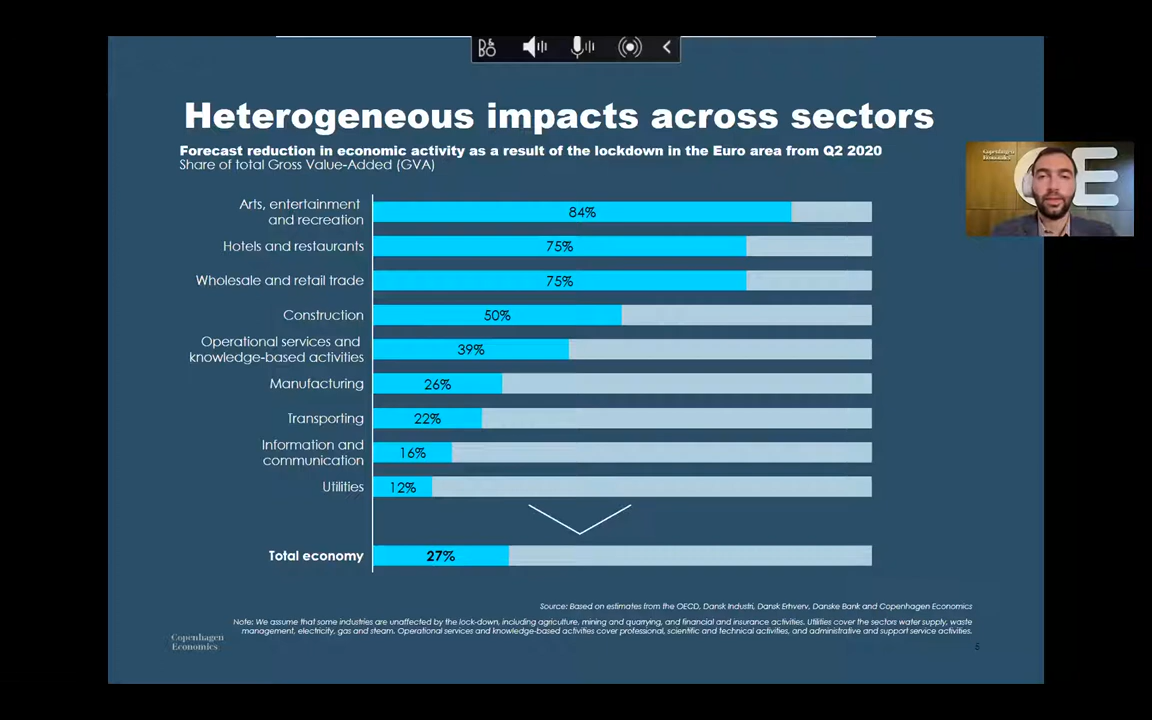 B&O
Heterogeneous impacts across sectors
Forecast reduction in economic activity as a result of the lockdown in the Euro area from Q2 2020
Share of total Gross Value-Added (GVA)
Copenhagen
Economics
CE
Arts, entertainment
and recreation
84%
Hotels and restaurants
75%
Wholesale and retail trade
75%
Construction
50%
Operational services and
knowledge-based activities
39%
Manufacturing
26%
Transporting
22%
Information and
communication
16%
Utilities
12%
Total economy
27%
Source: Based on estimates from the OECD, Dansk Industri, Dansk Erhverv, Danske Bank and Copenhagen Economics
Note: We assume that some industries are unaffected by the lock-down, including agriculture, mining and quarrying, and financial and insurance activities. Utilities cover the sectors water supply, waste
management, electricity, gas and steam. Operational services and knowledge-based activities cover professional, scientific and technical activities, and administrative and support service activities.
Copenhagen
Economics
5